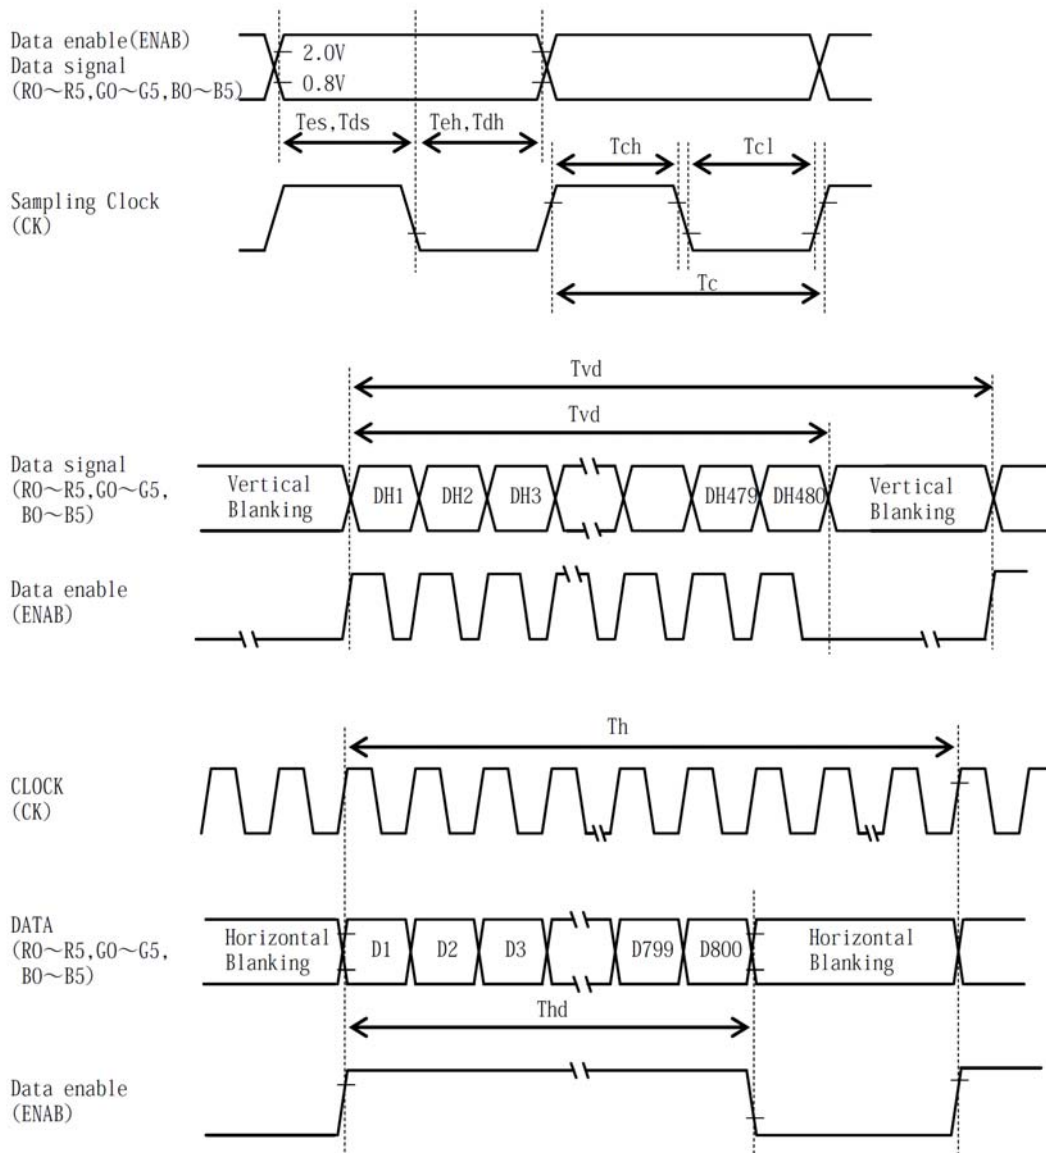 Data enable(ENAB)
Data signal
(R0～R5,G0～G5,B0～B5)
2.0V
0.8V
Tes,Tds
Teh,Tdh
Tch
Tcl
Sampling Clock
(CK)
Tc
Tvd
Tvd
Data signal
(R0～R5,G0～G5,
B0～B5)
Vertical
Blanking
DH1
DH2
DH3
DH479
DH480
Vertical
Blanking
Data enable
(ENAB)
Th
CLOCK
(CK)
DATA
(R0～R5,G0～G5,
B0～B5)
Horizontal
Blanking
D1
D2
D3
D799
D800
Horizontal
Blanking
Thd
Data enable
(ENAB)